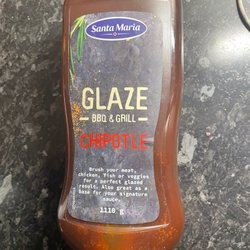 Santa Maria
GLAZE
BBQ & GRILL
CHIPOTLE
Brush your meat,
chicken, fish or veggies
for a perfect glazed
result. Also great as a
base for your signature
sauce.
1110 g